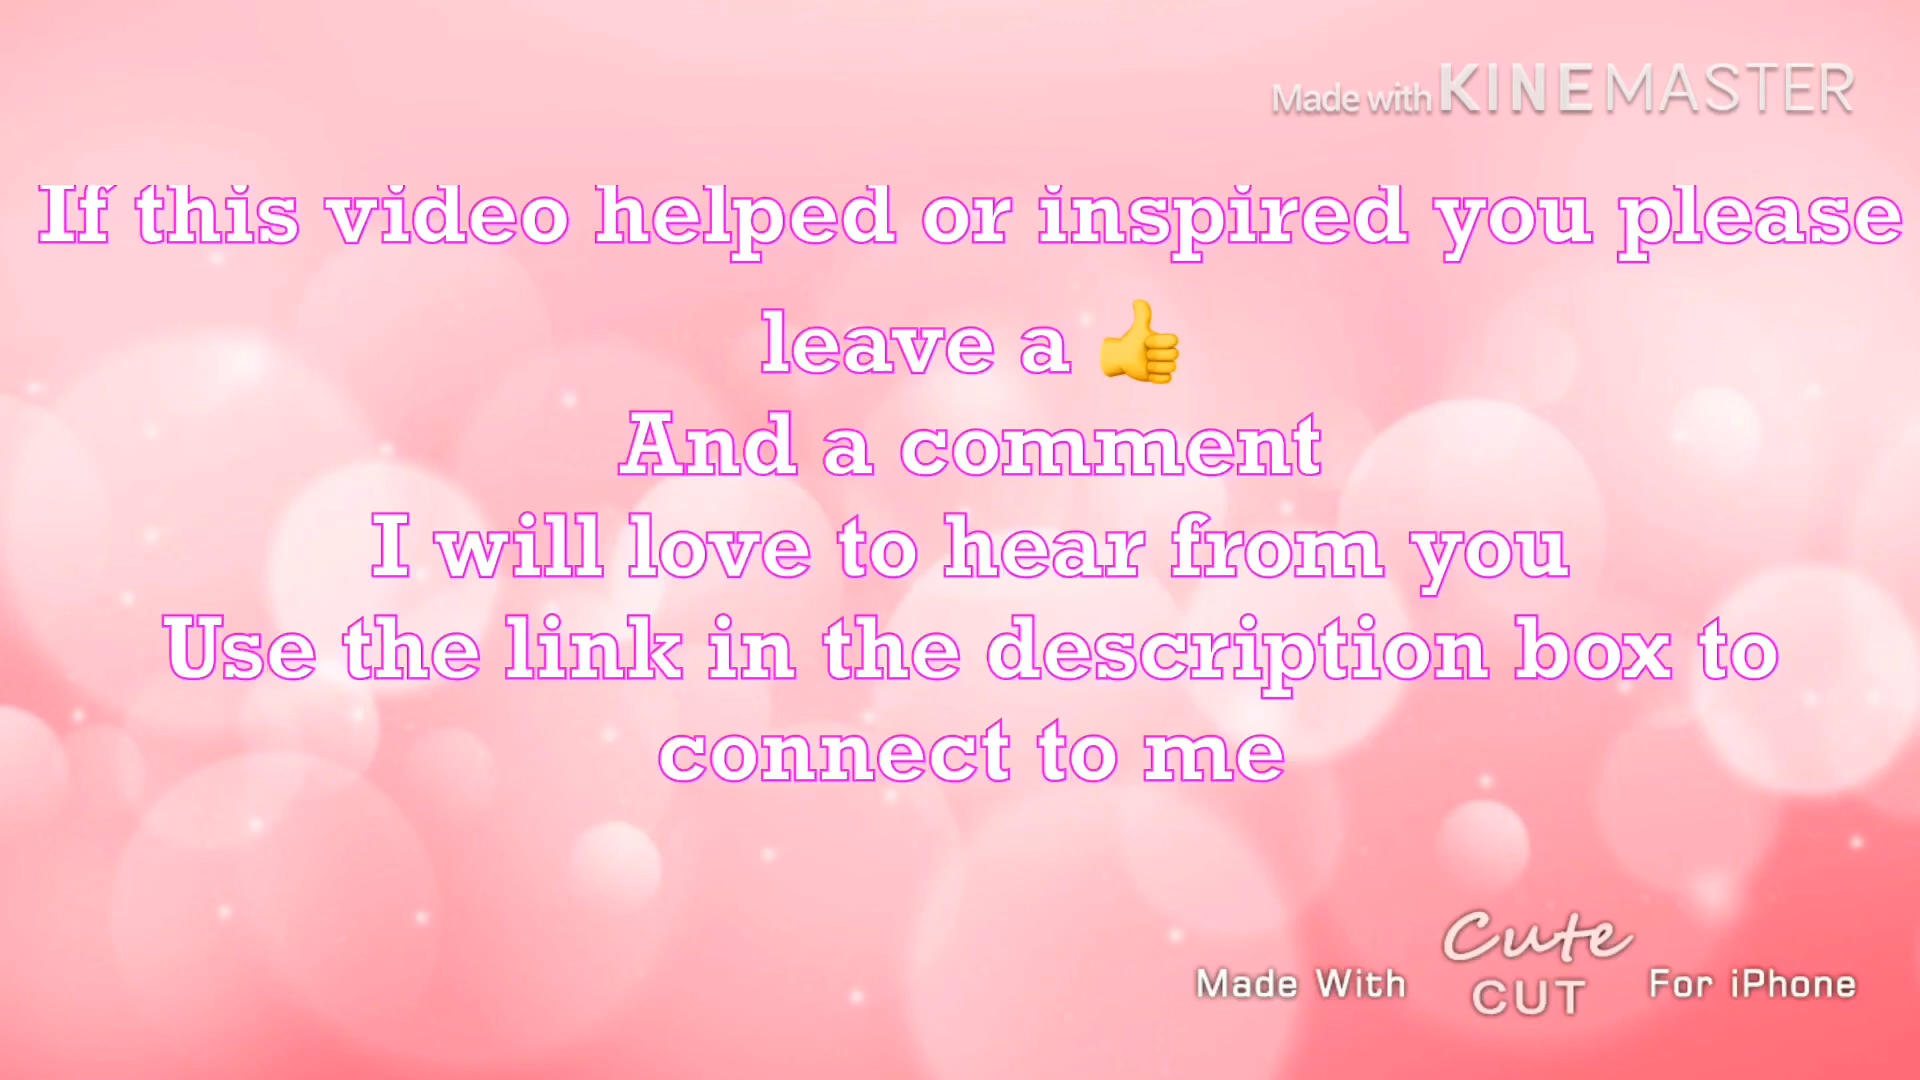 Made with KINEMASTER
If this video helped or inspired you please
leave a 👍
And a comment
I will love to hear from you
Use the link in the description box to
connect to me
Made With Cute CUT For iPhone